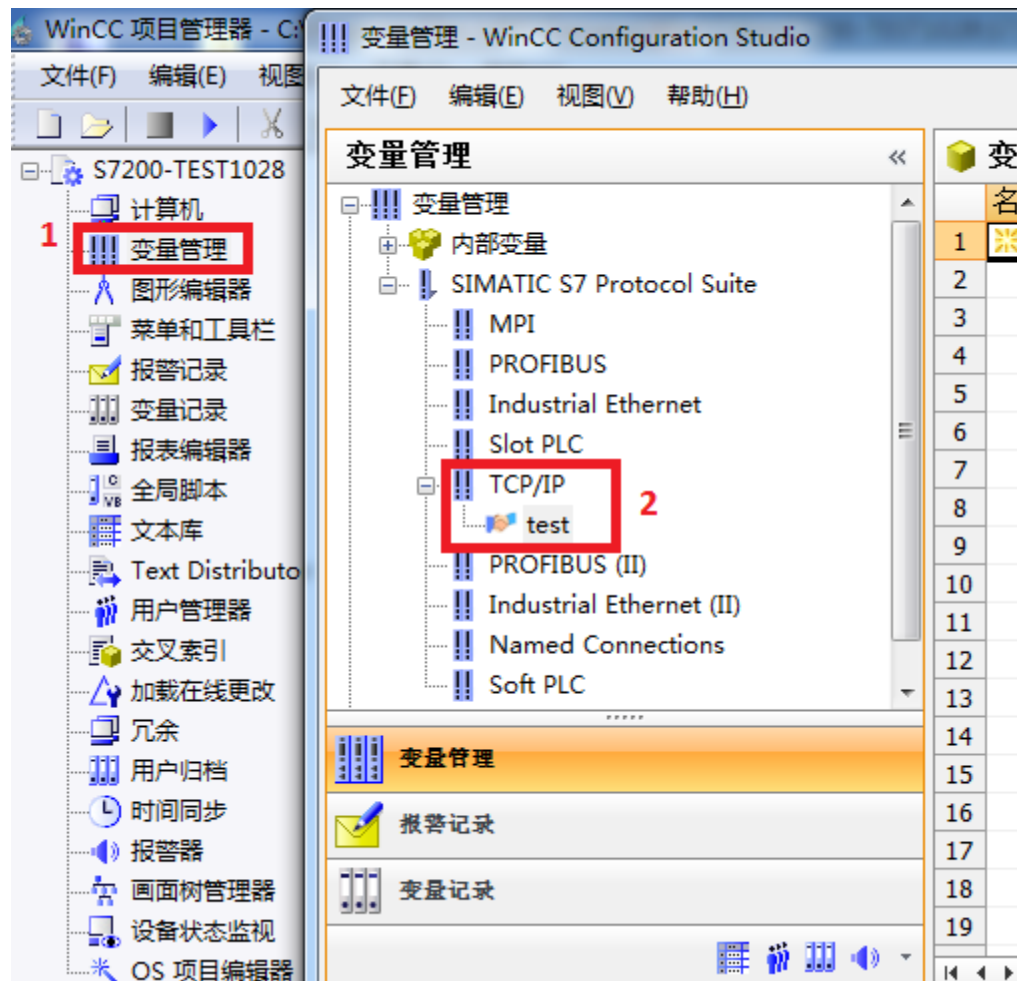 WinCC 项目管理器 - C:\
文件(F) 编辑(E) 视图
S7200-TEST1028
计算机
1
变量管理
图形编辑器
菜单和工具栏
报警记录
变量记录
报表编辑器
全局脚本
文本库
Text Distributo
用户管理器
交叉索引
加载在线更改
冗余
用户归档
时间同步
报警器
画面树管理器
设备状态监视
OS 项目编辑器
变量管理 - WinCC Configuration Studio
文件(F) 编辑(E) 视图(V) 帮助(H)
变量管理
变量管理
内部变量
SIMATIC S7 Protocol Suite
MPI
PROFIBUS
Industrial Ethernet
Slot PLC
TCP/IP
2
test
PROFIBUS (II)
Industrial Ethernet (II)
Named Connections
Soft PLC
变量管理
报警记录
变量记录
变
名
1
2
3
4
5
6
7
8
9
10
11
12
13
14
15
16
17
18
19